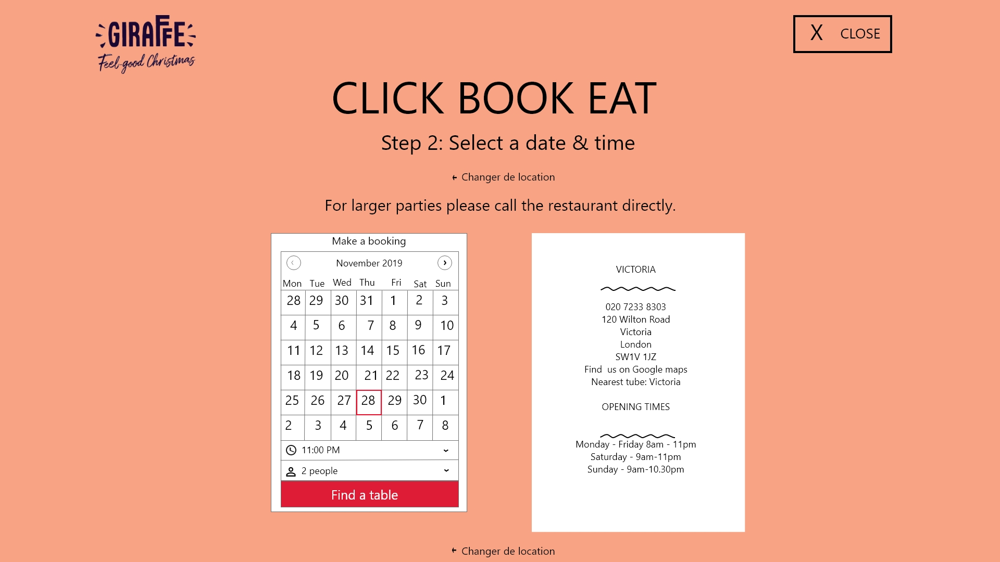 GIRAFFE
Feel-good Christmas
X CLOSE
CLICK BOOK EAT
Step 2: Select a date & time
Changer de location
For larger parties please call the restaurant directly.
Make a booking
November 2019
Mon Tue Wed Thu Fri Sat Sun
28 29 30 31 1 2 3
4 5 6 7 8 9 10
11 12 13 14 15 16 17
18 19 20 21 22 23 24
25 26 27 28 29 30 1
2 3 4 5 6 7 8
11:00 PM
2 people
Find a table
VICTORIA
020 7233 8303
120 Wilton Road
Victoria
London
SW1V 1JZ
Find us on Google maps
Nearest tube: Victoria
OPENING TIMES
Monday - Friday 8am - 11pm
Saturday - 9am-11pm
Sunday - 9am-10.30pm
Changer de location